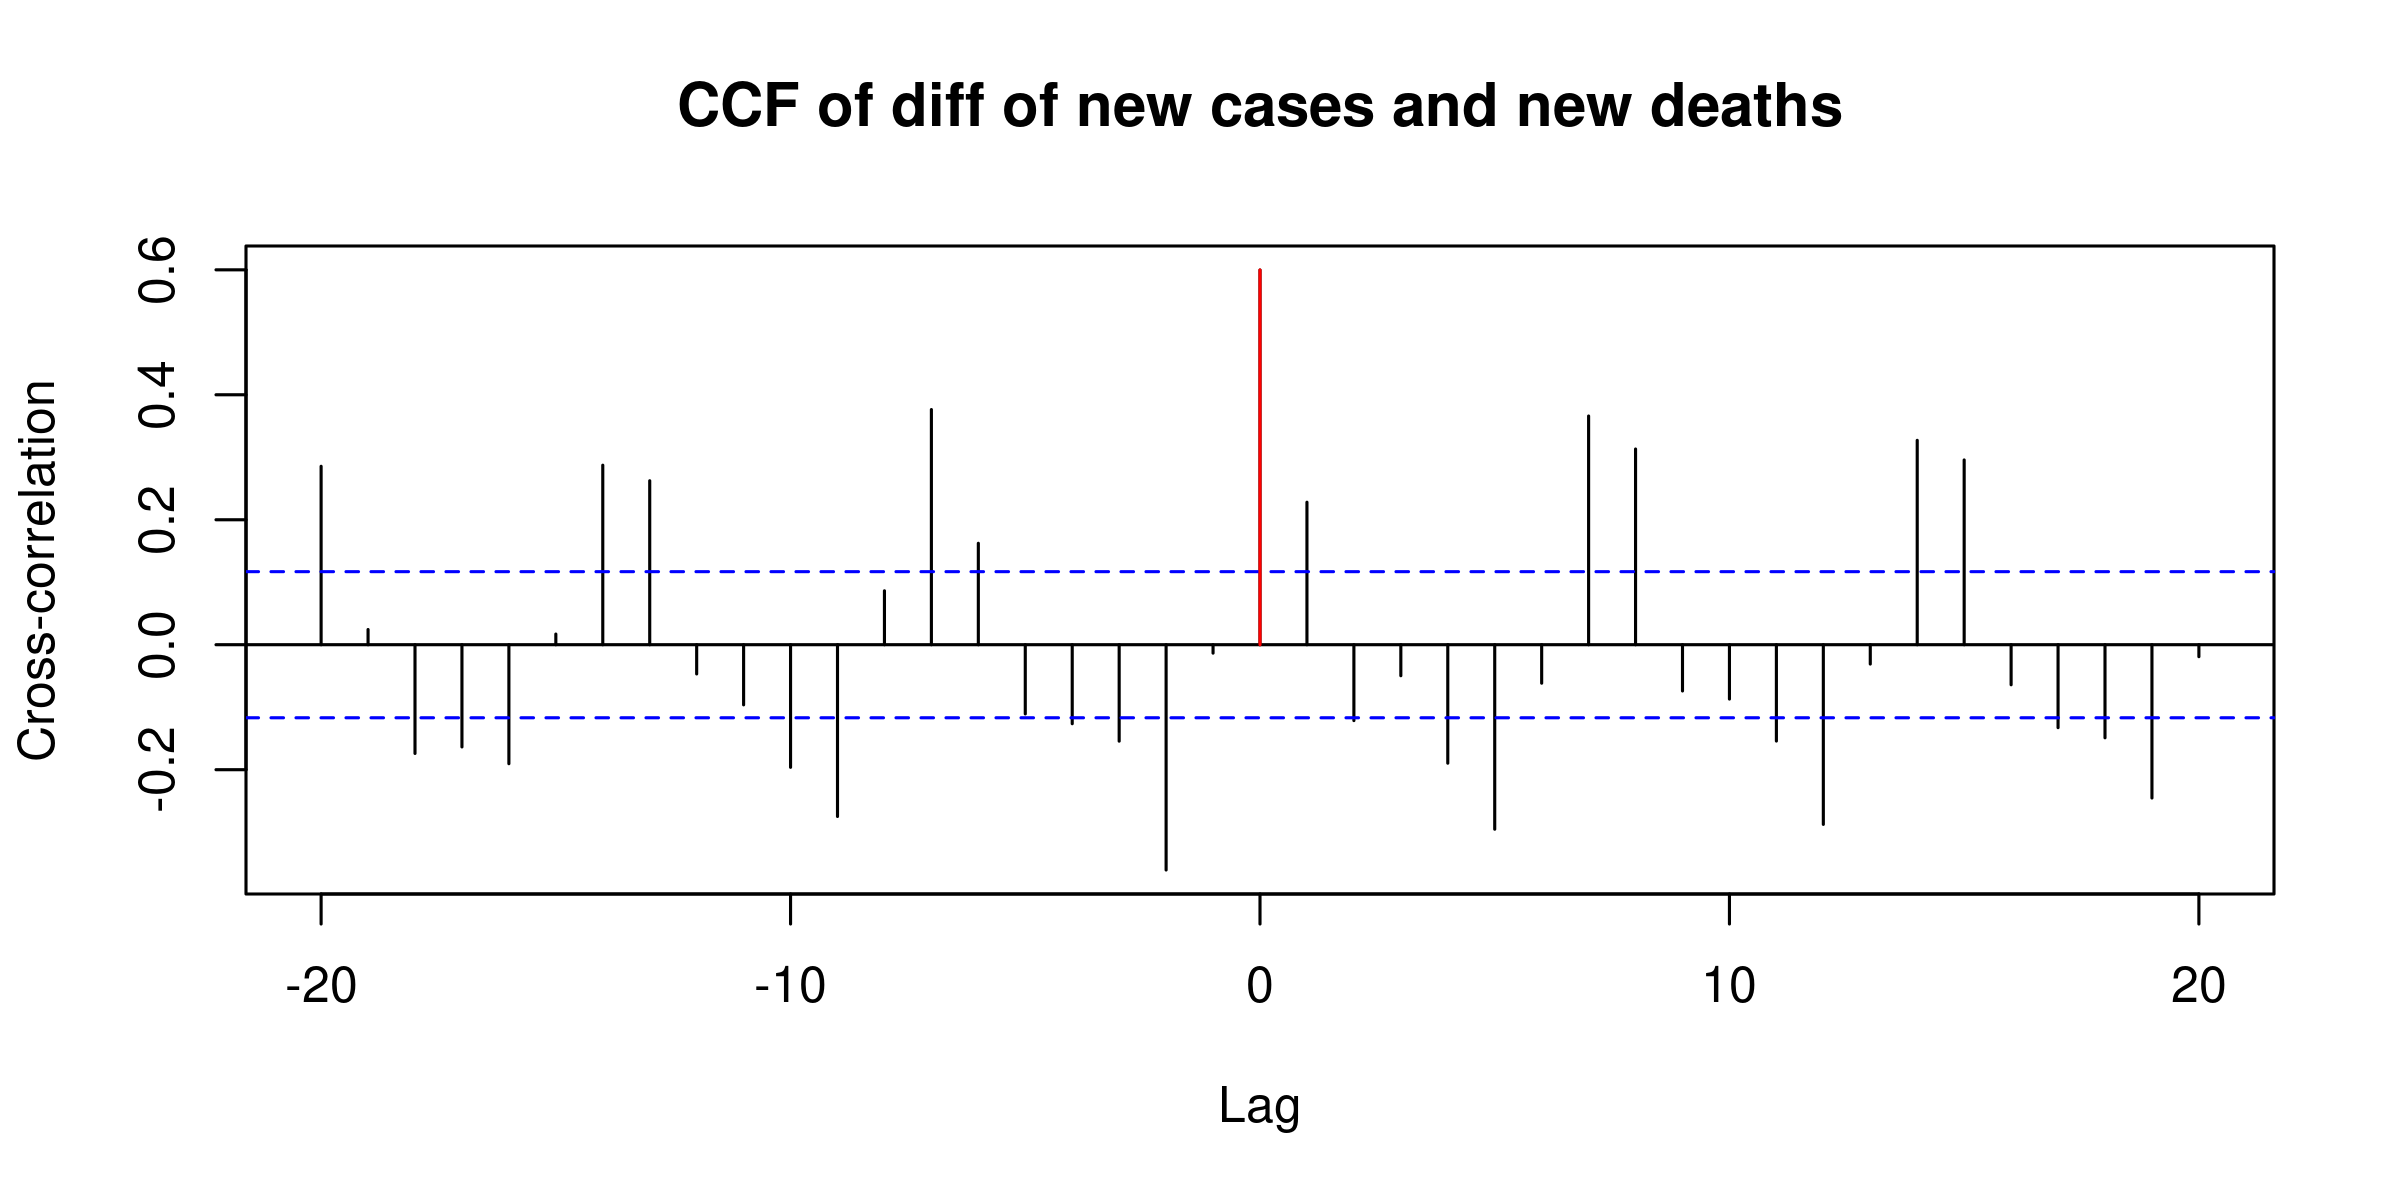 CCF of diff of new cases and new deaths
Cross-correlation
0.6
0.4
0.2
0.0
-0.2
-20 -10 0 10 20
Lag